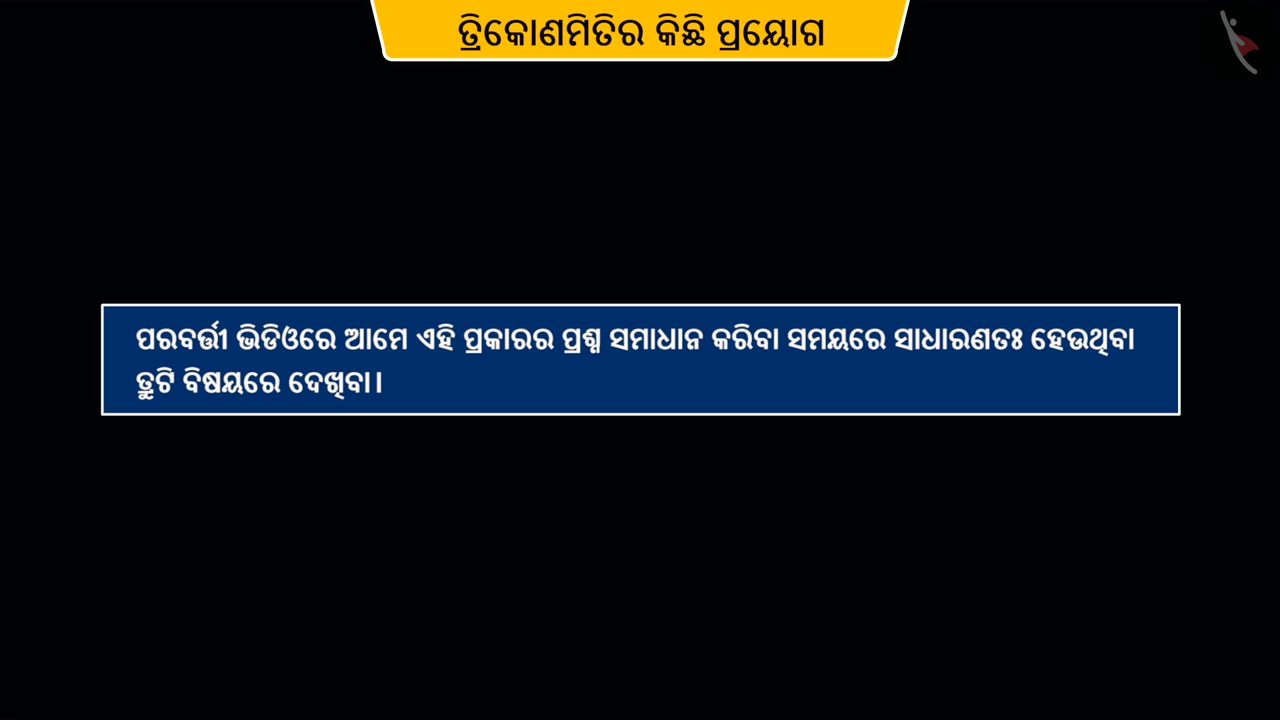 ତ୍ରିକୋଣମିତିର କିଛି ପ୍ରୟୋଗ
ପରବର୍ତ୍ତୀ ଭିଡିଓରେ ଆମେ ଏହି ପ୍ରକାରର ପ୍ରଶ୍ନ ସମାଧାନ କରିବା ସମୟରେ ସାଧାରଣତଃ ହେଉଥିବା
ତ୍ରୁଟି ବିଷୟରେ ଦେଖିବା।